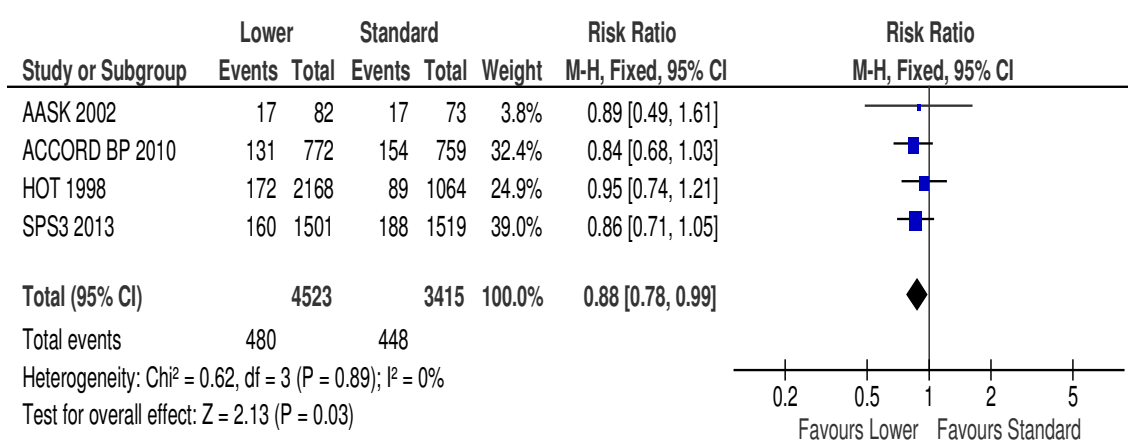 Lower Standard Risk Ratio Risk Ratio
Study or Subgroup Events Total Events Total Weight M-H, Fixed, 95% CI M-H, Fixed, 95% CI
AASK 2002 17 82 17 73 3.8% 0.89 [0.49, 1.61]
ACCORD BP 2010 131 772 154 759 32.4% 0.84 [0.68, 1.03]
HOT 1998 172 2168 89 1064 24.9% 0.95 [0.74, 1.21]
SPS3 2013 160 1501 188 1519 39.0% 0.86 [0.71, 1.05]
Total (95% CI) 4523 3415 100.0% 0.88 [0.78, 0.99]
Total events 480 448
Heterogeneity: Chi² = 0.62, df = 3 (P = 0.89); I² = 0%
Test for overall effect: Z = 2.13 (P = 0.03)
0.2 0.5 1 2 5
Favours Lower Favours Standard